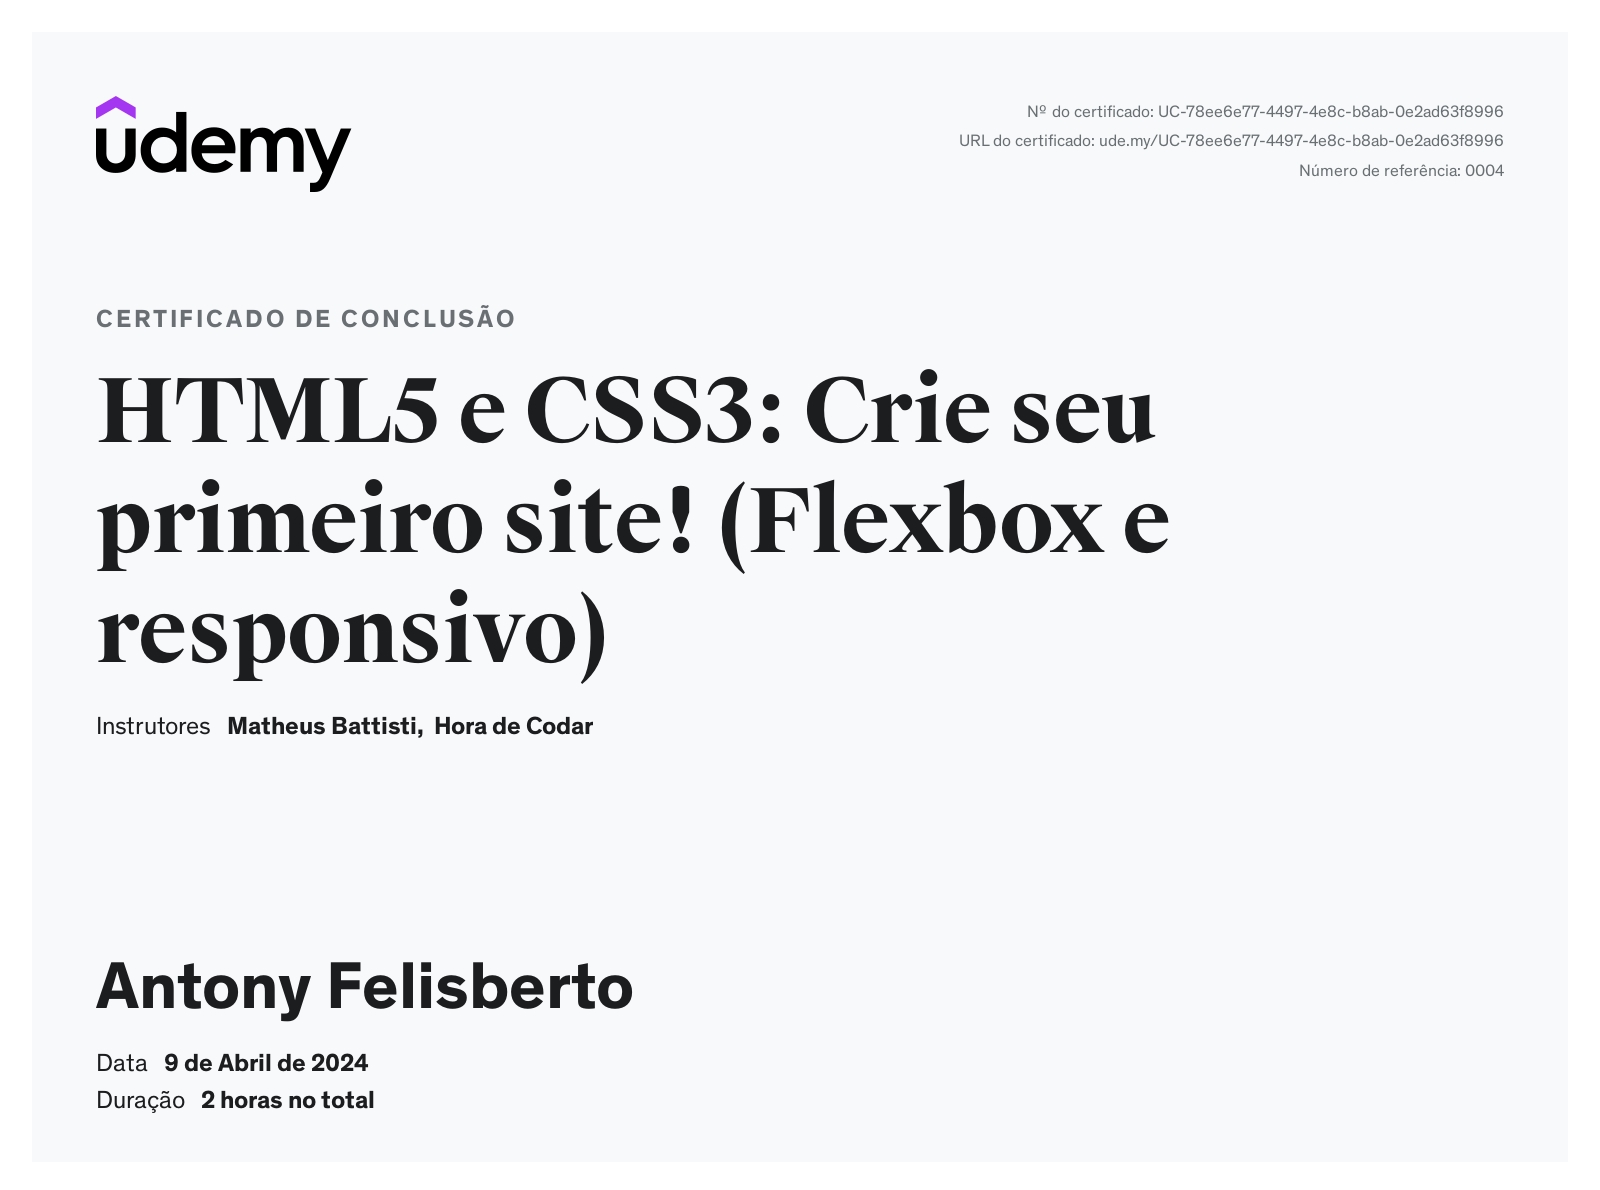 udemy
Nº do certificado: UC-78ee6e77-4497-4e8c-b8ab-0e2ad63f8996
URL do certificado: ude.my/UC-78ee6e77-4497-4e8c-b8ab-0e2ad63f8996
Número de referência: 0004
CERTIFICADO DE CONCLUSÃO
HTML5 e CSS3: Crie seu
primeiro site! (Flexbox e
responsivo)
Instrutores Matheus Battisti, Hora de Codar
Antony Felisberto
Data 9 de Abril de 2024
Duração 2 horas no total